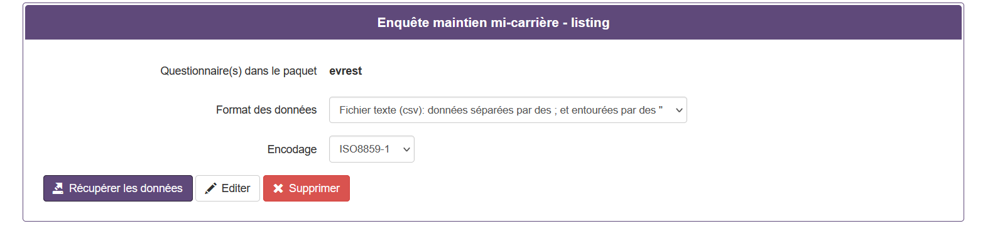 Enquête maintien mi-carrière - listing
Questionnaire(s) dans le paquet evrest
Format des données Fichier texte (csv): données séparées par des ; et entourées par des "
Encodage ISO8859-1
Récupérer les données Editer Supprimer